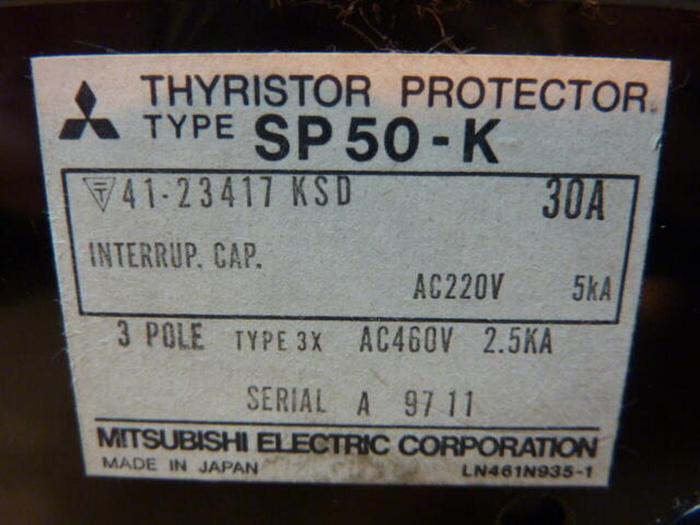 THYRISTOR PROTECTOR
TYPE SP50-K
T 41-23417 KSD 30A
INTERRUP. CAP.
AC220V 5kA
3 POLE TYPE 3X AC460V 2.5KA
SERIAL A 97 11
MITSUBISHI ELECTRIC CORPORATION
MADE IN JAPAN LN461N935-1